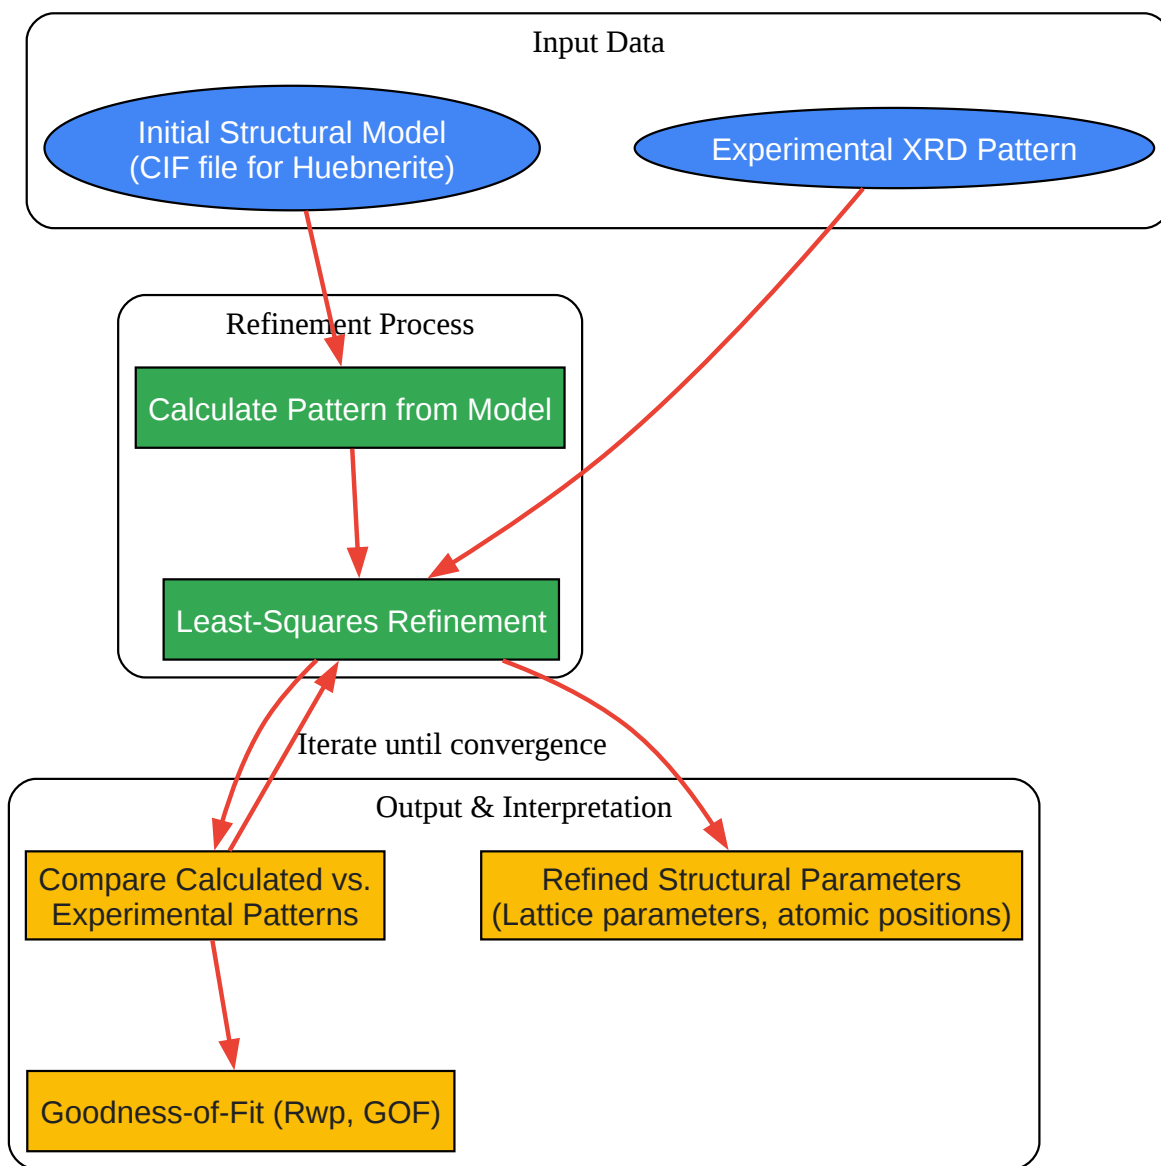 Input Data
Initial Structural Model
(CIF file for Huebnerite)
Experimental XRD Pattern
Refinement Process
Calculate Pattern from Model
Least-Squares Refinement
Iterate until convergence
Output & Interpretation
Compare Calculated vs.
Experimental Patterns
Refined Structural Parameters
(Lattice parameters, atomic positions)
Goodness-of-Fit (Rwp, GOF)